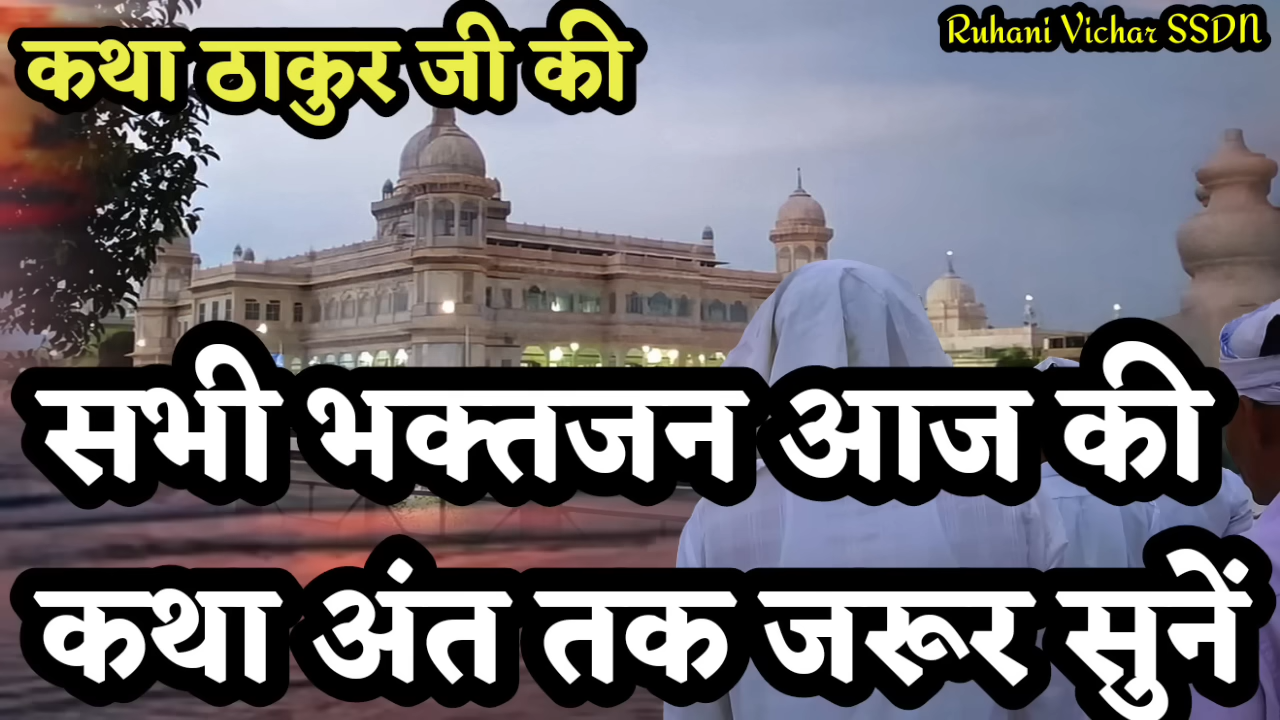 कथा ठाकुर जी की
Ruhani Vichar SSDN
सभी भक्तजन आज की
कथा अंत तक जरूर सुनें